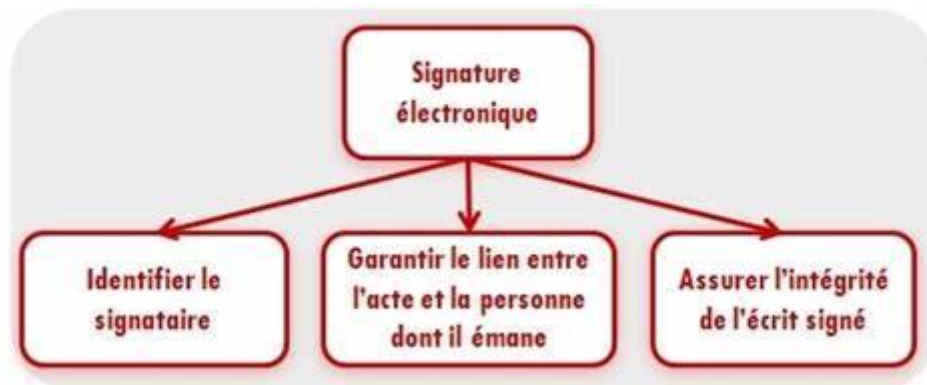 Signature
électronique
Identifier le
signataire
Garantir le lien entre
l'acte et la personne
dont il émane
Assurer l'intégrité
de l'écrit signé